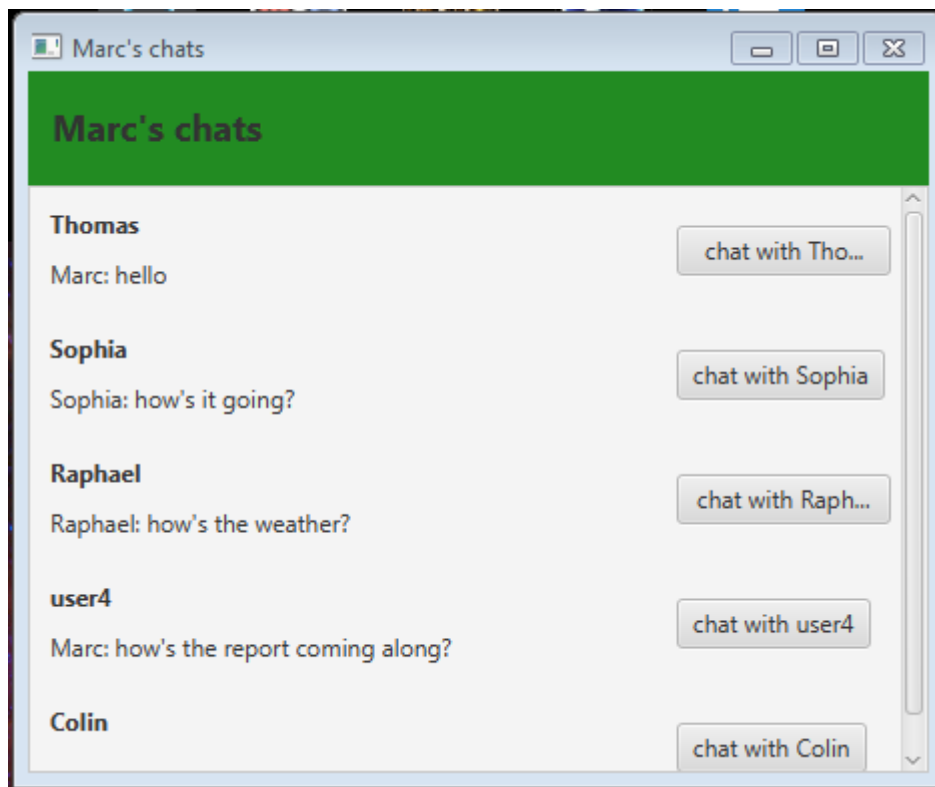 Marc's chats
Marc's chats
Thomas
Marc: hello
chat with Tho...
Sophia
Sophia: how's it going?
chat with Sophia
Raphael
Raphael: how's the weather?
chat with Raph...
user4
Marc: how's the report coming along?
chat with user4
Colin
chat with Colin